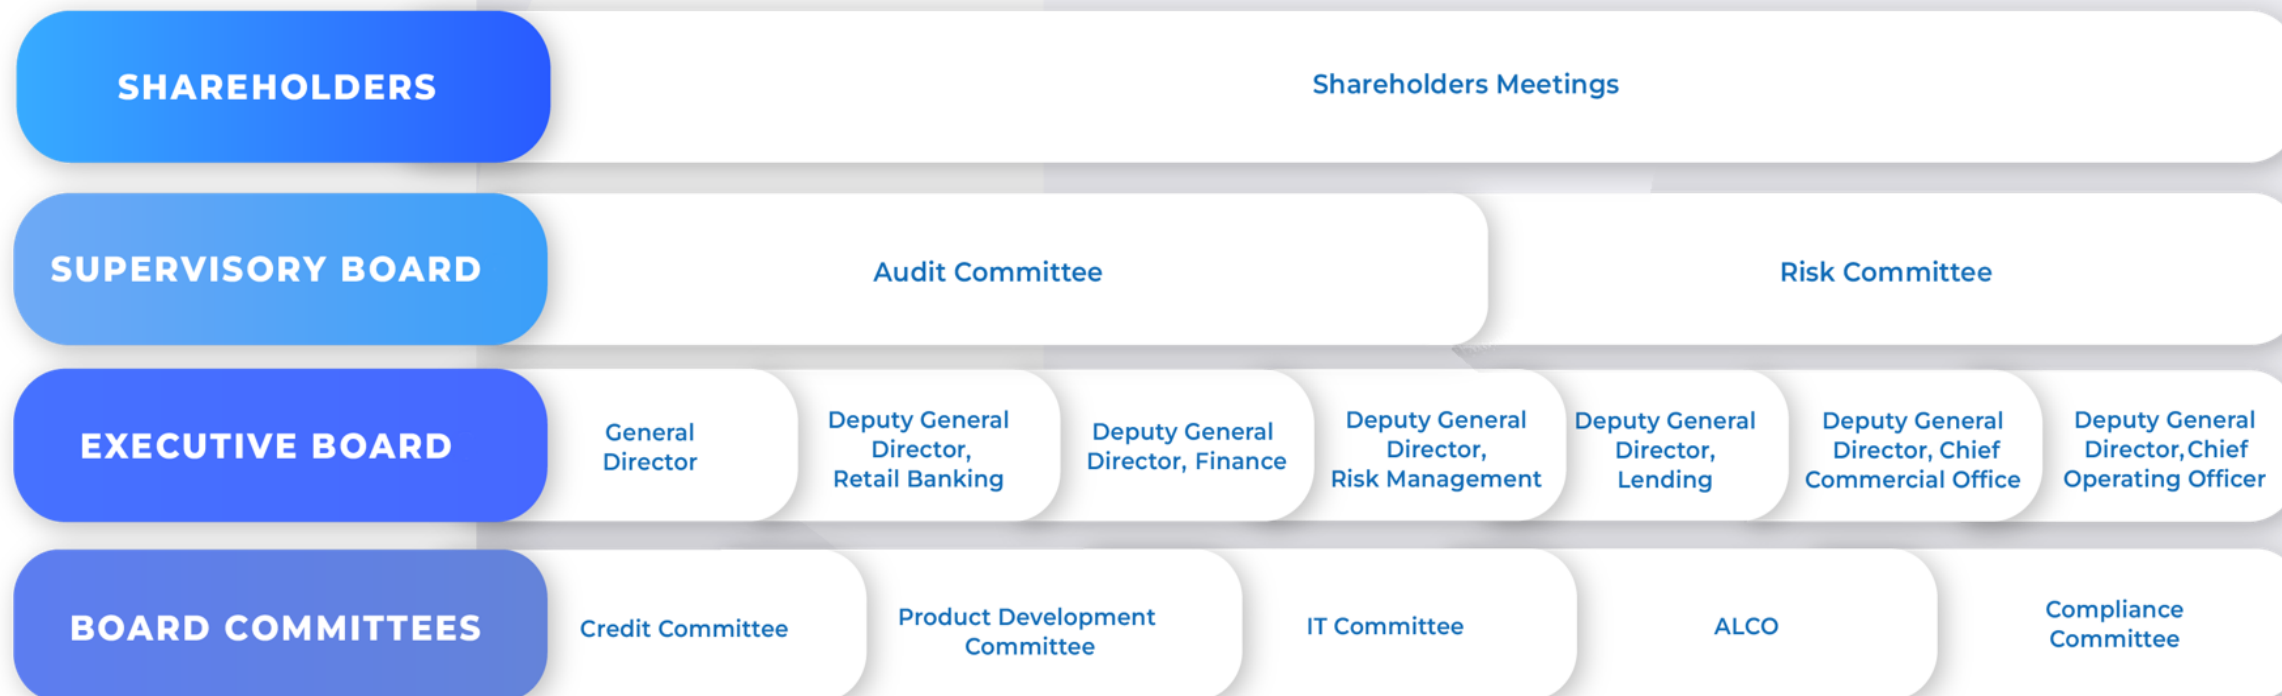 SHAREHOLDERS
Shareholders Meetings
SUPERVISORY BOARD
Audit Committee
Risk Committee
EXECUTIVE BOARD
General
Director
Deputy General
Director,
Retail Banking
Deputy General
Director, Finance
Deputy General
Director,
Risk Management
Deputy General
Director,
Lending
Deputy General
Director, Chief
Commercial Office
Deputy General
Director, Chief
Operating Officer
BOARD COMMITTEES
Credit Committee
Product Development
Committee
IT Committee
ALCO
Compliance
Committee